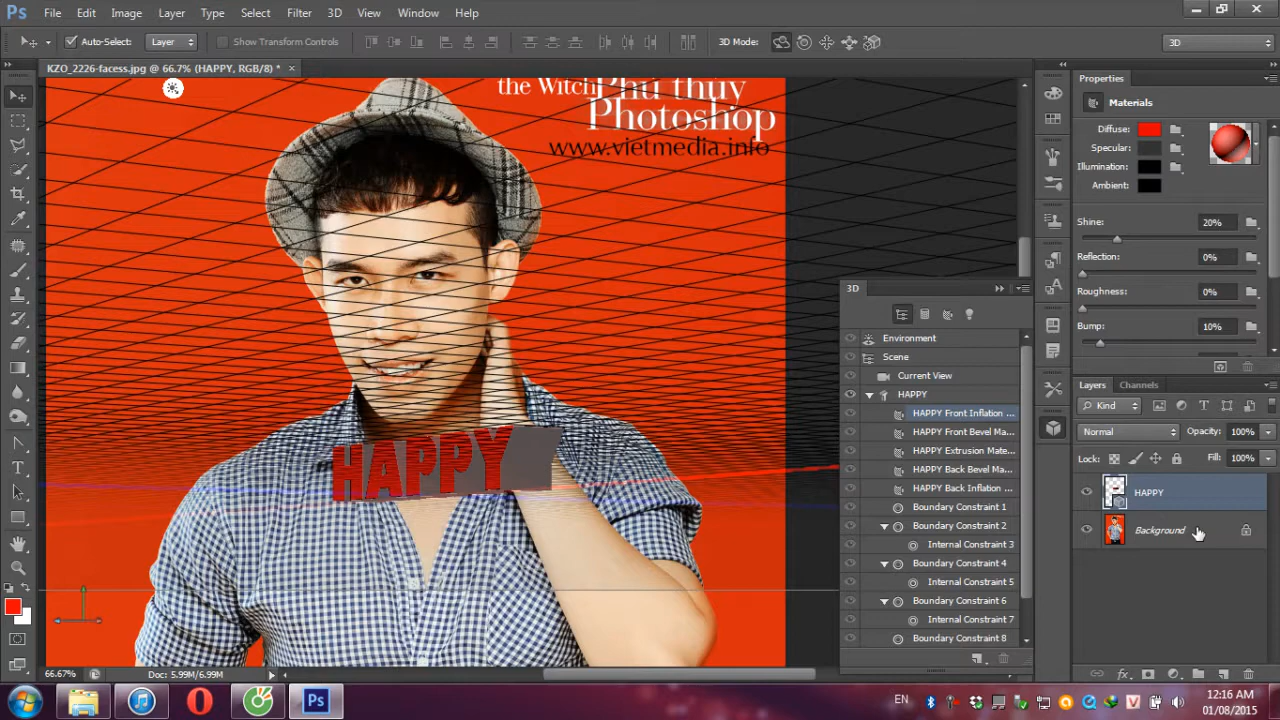 Ps File Edit Image Layer Type Select Filter 3D View Window Help
Auto-Select: Layer Show Transform Controls 3D Mode: 3D
KZO_2226-facess.jpg @ 66.7% (HAPPY, RGB/8) *
the Witch Phù thủy
Photoshop
www.vietmedia.info
HAPPY
66.67% Doc: 5.99M/6.99M
3D
Environment
Scene
Current View
HAPPY
HAPPY Front Inflation ...
HAPPY Front Bevel Ma...
HAPPY Extrusion Mate...
HAPPY Back Bevel Ma...
HAPPY Back Inflation ...
Boundary Constraint 1
Boundary Constraint 2
Internal Constraint 3
Boundary Constraint 4
Internal Constraint 5
Boundary Constraint 6
Internal Constraint 7
Boundary Constraint 8
Properties
Materials
Diffuse:
Specular:
Illumination:
Ambient:
Shine: 20%
Reflection: 0%
Roughness: 0%
Bump: 10%
Layers Channels
Kind
Normal Opacity: 100%
Lock: Fill: 100%
HAPPY
Background
Ps
EN
V
12:16 AM
01/08/2015